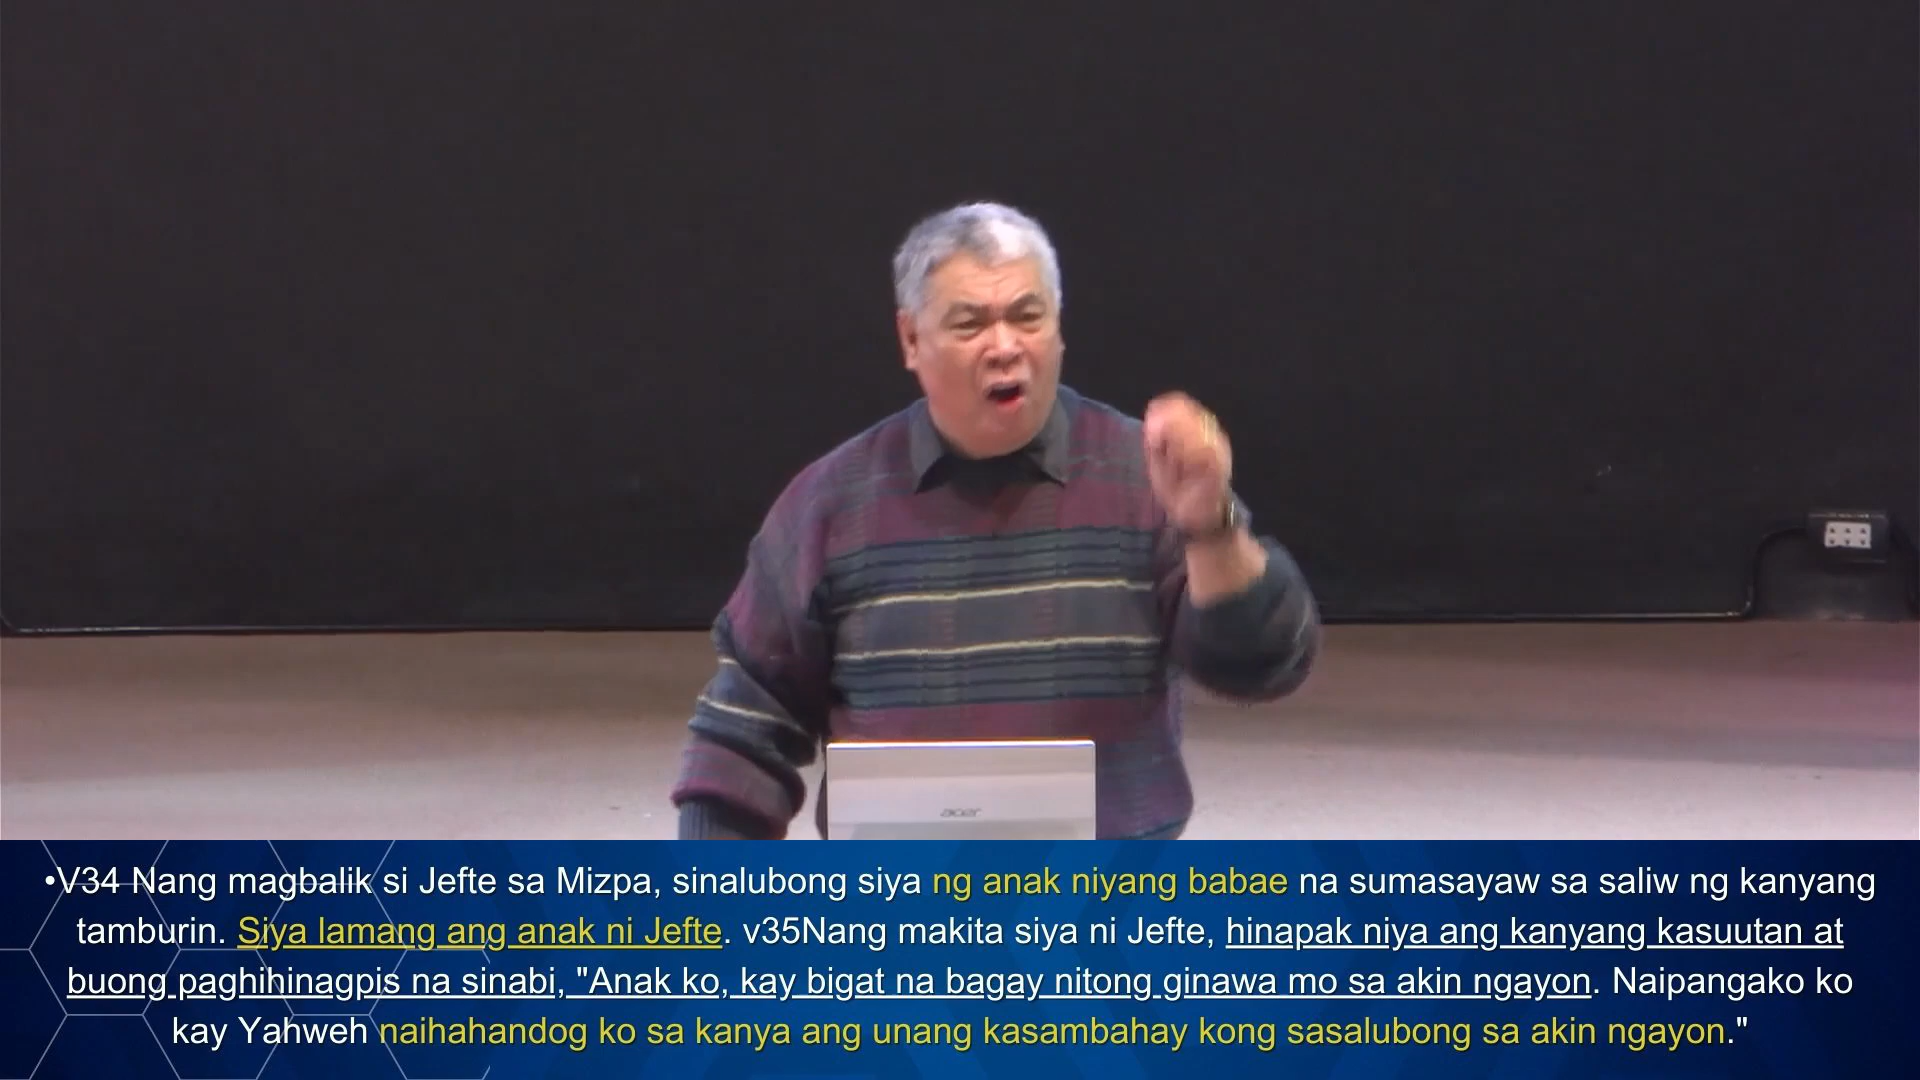 acer
•V34 Nang magbalik si Jefte sa Mizpa, sinalubong siya ng anak niyang babae na sumasayaw sa saliw ng kanyang
tamburin. Siya lamang ang anak ni Jefte. v35Nang makita siya ni Jefte, hinapak niya ang kanyang kasuutan at
buong paghihinagpis na sinabi, "Anak ko, kay bigat na bagay nitong ginawa mo sa akin ngayon. Naipangako ko
kay Yahweh naihahandog ko sa kanya ang unang kasambahay kong sasalubong sa akin ngayon."